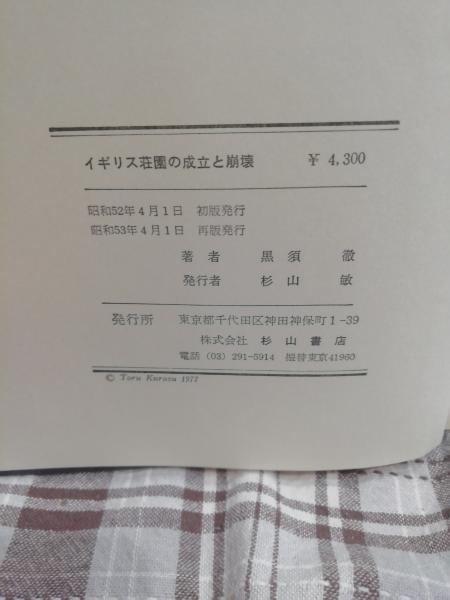 イギリス荘園の成立と崩壊 ¥ 4,300
昭和52年4月1日 初版発行
昭和53年4月1日 再版発行
著者 黒須 徹
発行者 杉山 敏
発行所 東京都千代田区神田神保町1-39
株式会社 杉山書店
電話 (03) 291-5914 振替東京41960
© Toru Kurosu 1977